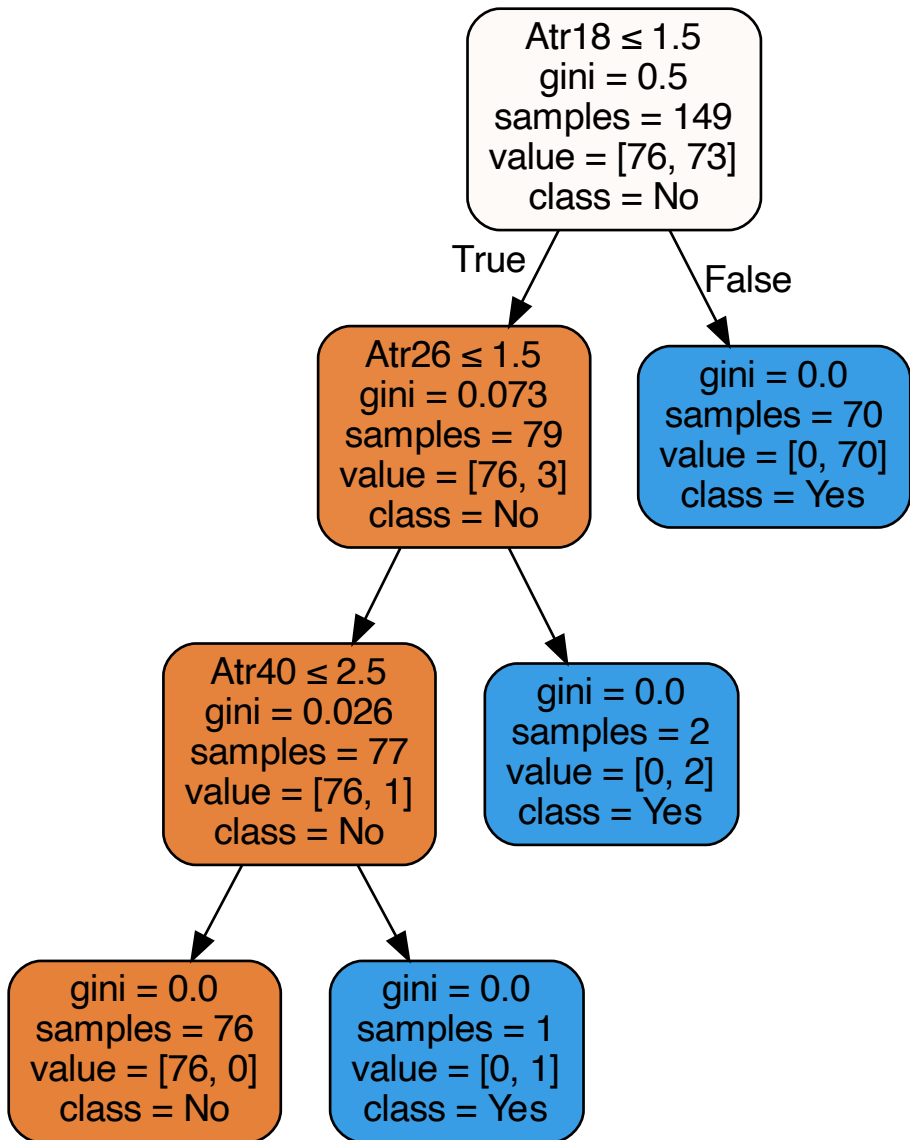 Atr18 ≤ 1.5
gini = 0.5
samples = 149
value = [76, 73]
class = No
True
False
Atr26 ≤ 1.5
gini = 0.073
samples = 79
value = [76, 3]
class = No
gini = 0.0
samples = 70
value = [0, 70]
class = Yes
Atr40 ≤ 2.5
gini = 0.026
samples = 77
value = [76, 1]
class = No
gini = 0.0
samples = 2
value = [0, 2]
class = Yes
gini = 0.0
samples = 76
value = [76, 0]
class = No
gini = 0.0
samples = 1
value = [0, 1]
class = Yes